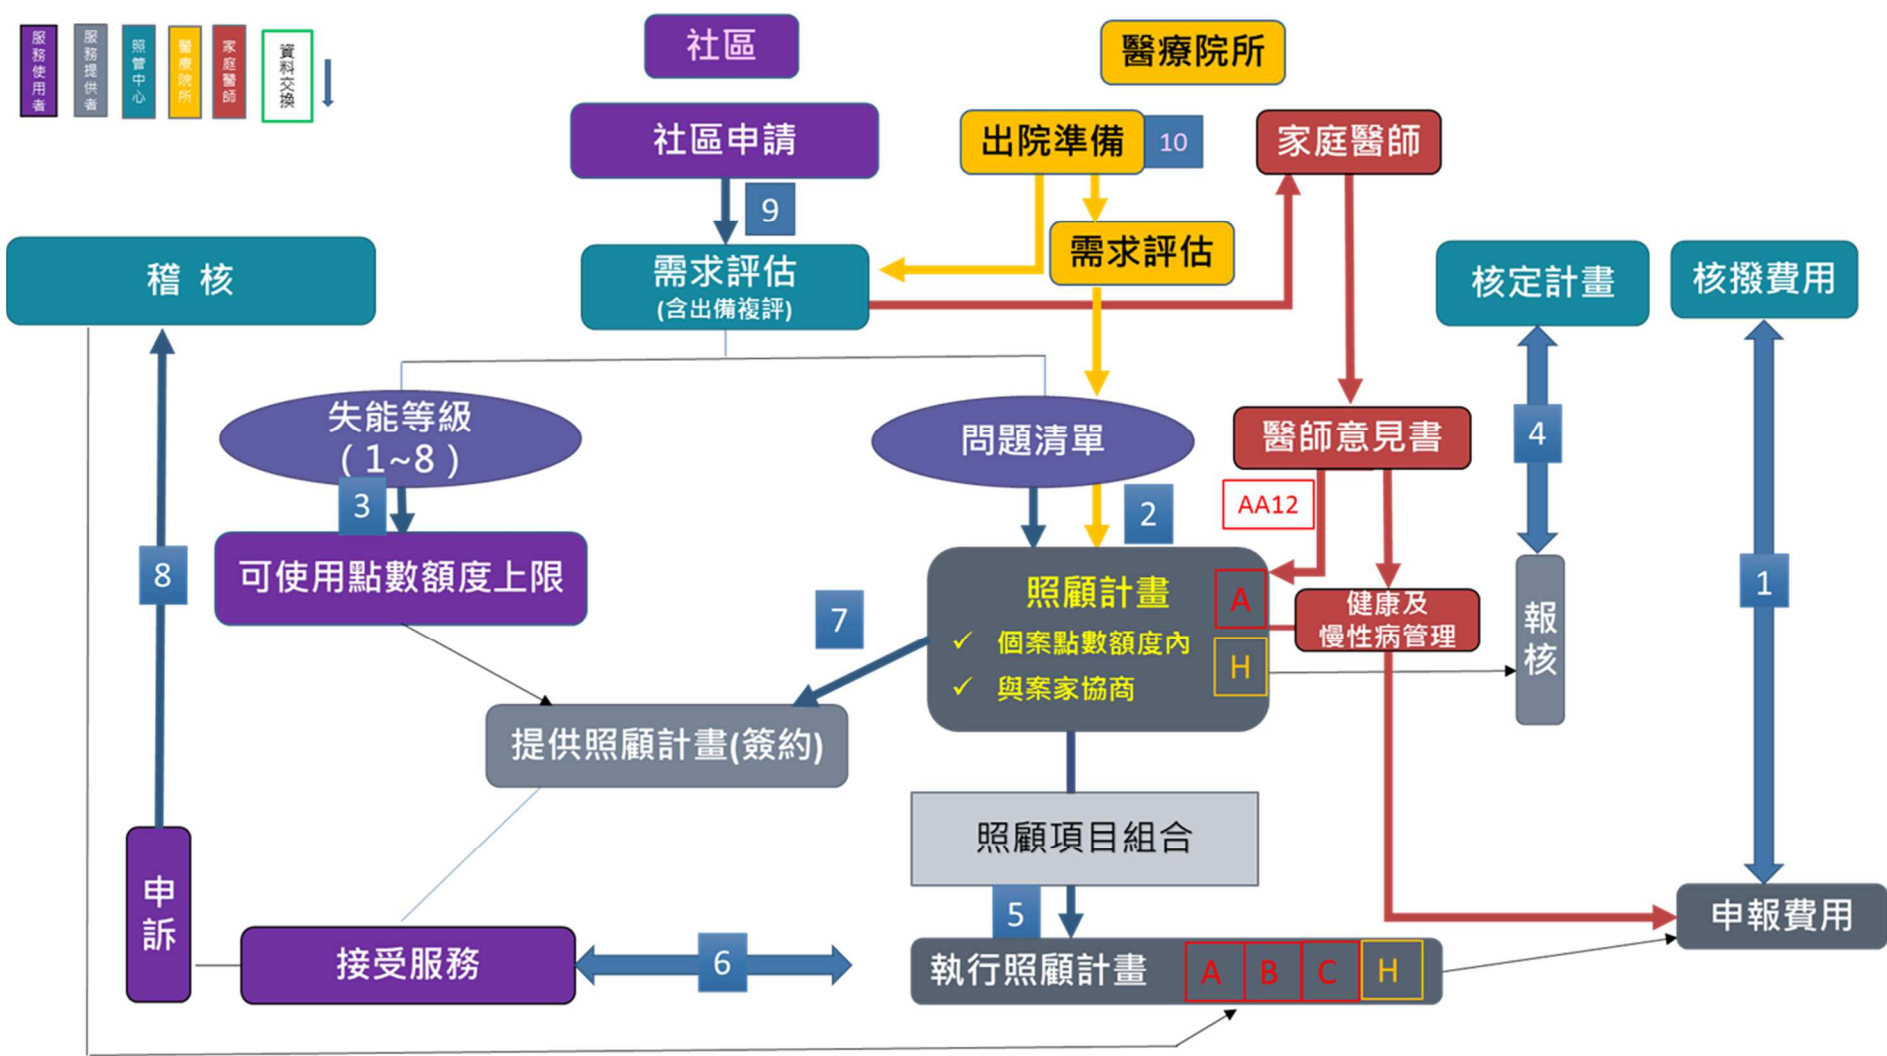 服務使用者
服務提供者
照管中心
醫療院所
家庭醫師
資料交換
社區
醫療院所
社區申請
出院準備
10
家庭醫師
9
稽 核
需求評估
(含出備複評)
需求評估
核定計畫
核撥費用
失能等級
(1~8)
問題清單
醫師意見書
4
3
2
AA12
8
可使用點數額度上限
7
照顧計畫
A
✓ 個案點數額度內
H
✓ 與案家協商
健康及
慢性病管理
報核
1
提供照顧計畫(簽約)
照顧項目組合
申訴
5
申報費用
接受服務
6
執行照顧計畫
A
B
C
H